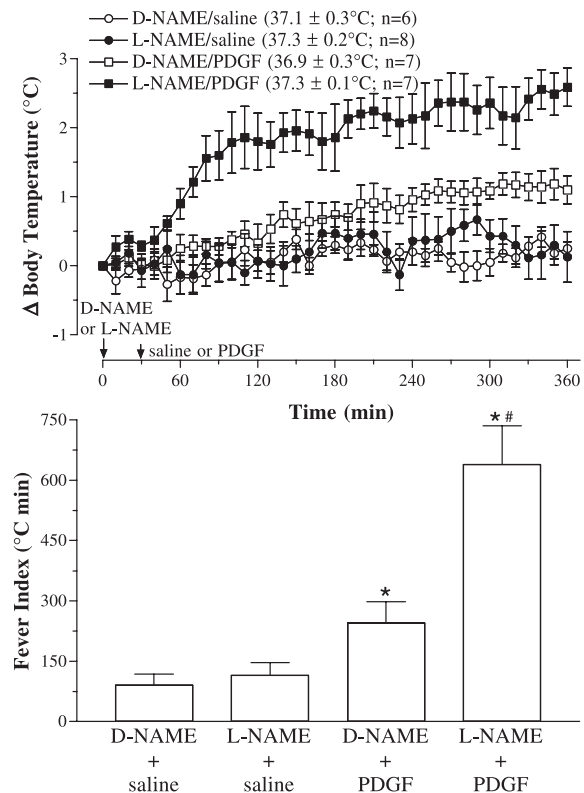 D-NAME/saline (37.1 ± 0.3°C; n=6)
L-NAME/saline (37.3 ± 0.2°C; n=8)
D-NAME/PDGF (36.9 ± 0.3°C; n=7)
L-NAME/PDGF (37.3 ± 0.1°C; n=7)
Δ Body Temperature (°C)
3
2
1
0
-1
D-NAME
or L-NAME
saline or PDGF
0 60 120 180 240 300 360
Time (min)
Fever Index (°C min)
750
600
450
300
150
0
*
* #
D-NAME + saline
L-NAME + saline
D-NAME + PDGF
L-NAME + PDGF